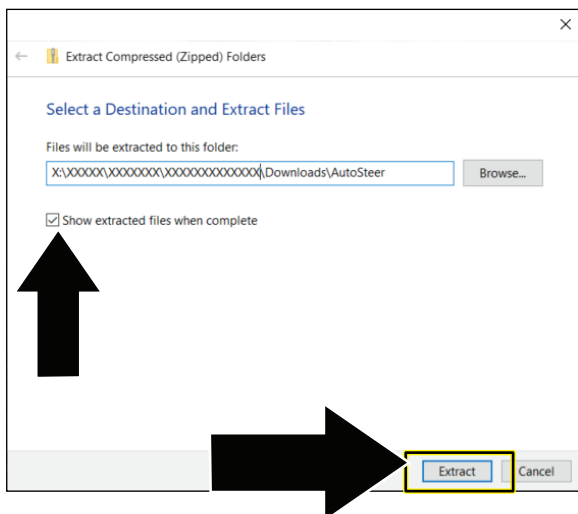 Extract Compressed (Zipped) Folders
Select a Destination and Extract Files
Files will be extracted to this folder:
X:\XXXXX\XXXXXXX\XXXXXXXXXXXXX\Downloads\AutoSteer
Browse...
Show extracted files when complete
Extract
Cancel